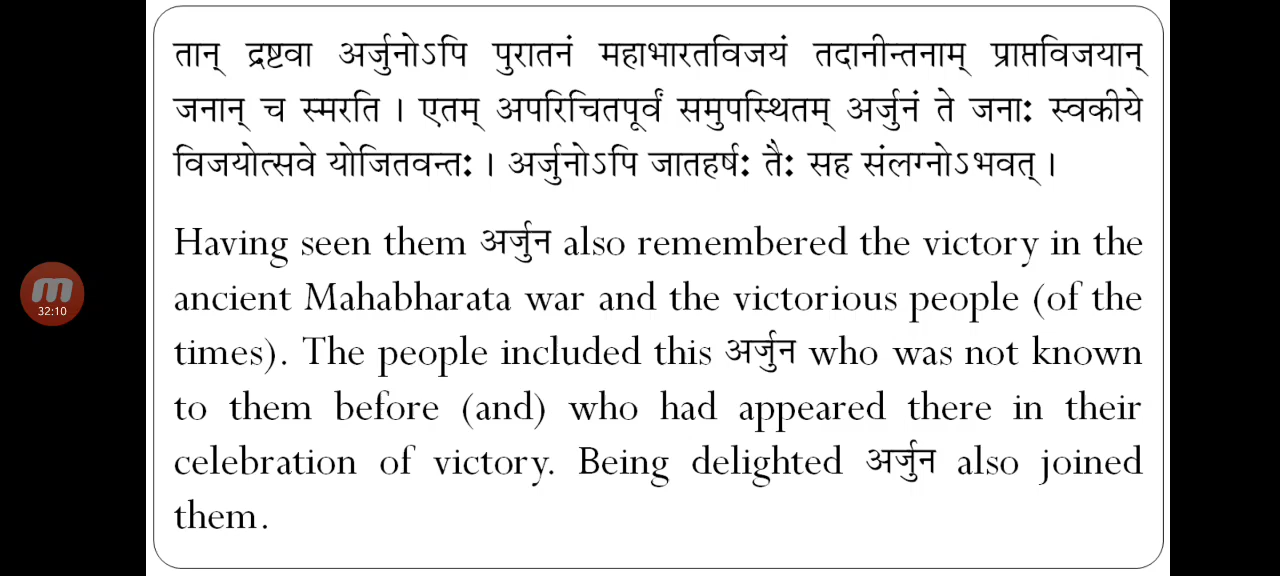 तान् द्रष्टवा अर्जुनोऽपि पुरातनं महाभारतविजयं तदानीन्तनाम् प्राप्तविजयान्
जनान् च स्मरति । एतम् अपरिचितपूर्वं समुपस्थितम् अर्जुनं ते जनाः स्वकीये
विजयोत्सवे योजितवन्तः । अर्जुनोऽपि जातहर्षः तैः सह संलग्नोऽभवत् ।
Having seen them अर्जुन also remembered the victory in the
ancient Mahabharata war and the victorious people (of the
times). The people included this अर्जुन who was not known
to them before (and) who had appeared there in their
celebration of victory. Being delighted अर्जुन also joined
them.
32:10